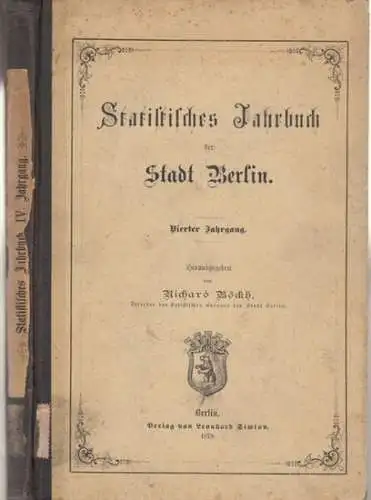 Statistisches Jahrbuch IV. Jahrgang.
Statistisches Jahrbuch
der
Stadt Berlin.
Vierter Jahrgang.
Herausgegeben
von
Richard Böckh,
Director des statistischen Bureaus der Stadt Berlin.
Berlin.
Verlag von Leonhard Simion.
1878.